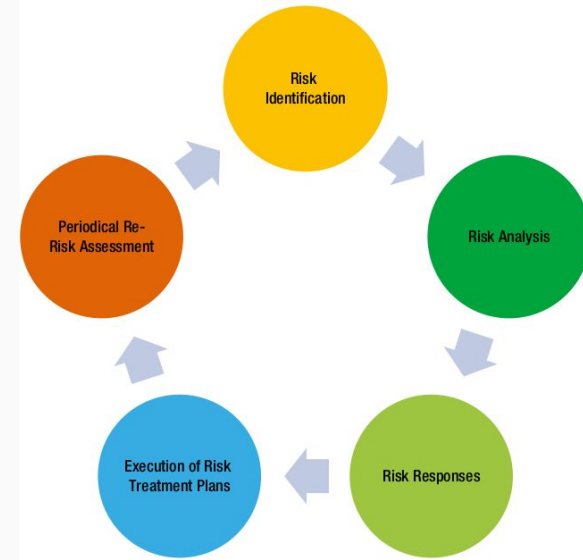 Risk
Identification
Risk Analysis
Risk Responses
Execution of Risk
Treatment Plans
Periodical Re-
Risk Assessment